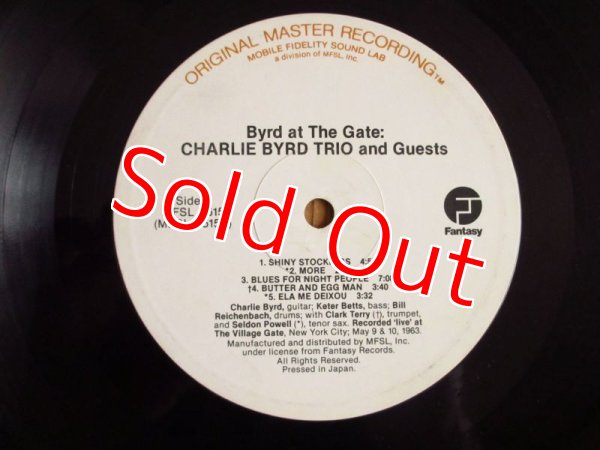 ORIGINAL MASTER RECORDING™
MOBILE FIDELITY SOUND LAB
a division of MFSL, Inc.
Byrd at The Gate:
CHARLIE BYRD TRIO and Guests
Side
Fantasy
Sold Out
1. SHINY
*2. MORE
3. BLUES FOR NIGHT PEOPLE
†4. BUTTER AND EGG MAN 3:40
*5. ELA ME DEIXOU 3:32
Charlie Byrd, guitar; Keter Betts, bass; Bill
Reichenbach, drums; with Clark Terry (†), trumpet,
and Seldon Powell (*), tenor sax. Recorded 'live' at
The Village Gate, New York City; May 9 & 10, 1963.
Manufactured and distributed by MFSL, Inc.
under license from Fantasy Records.
All Rights Reserved.
Pressed in Japan.